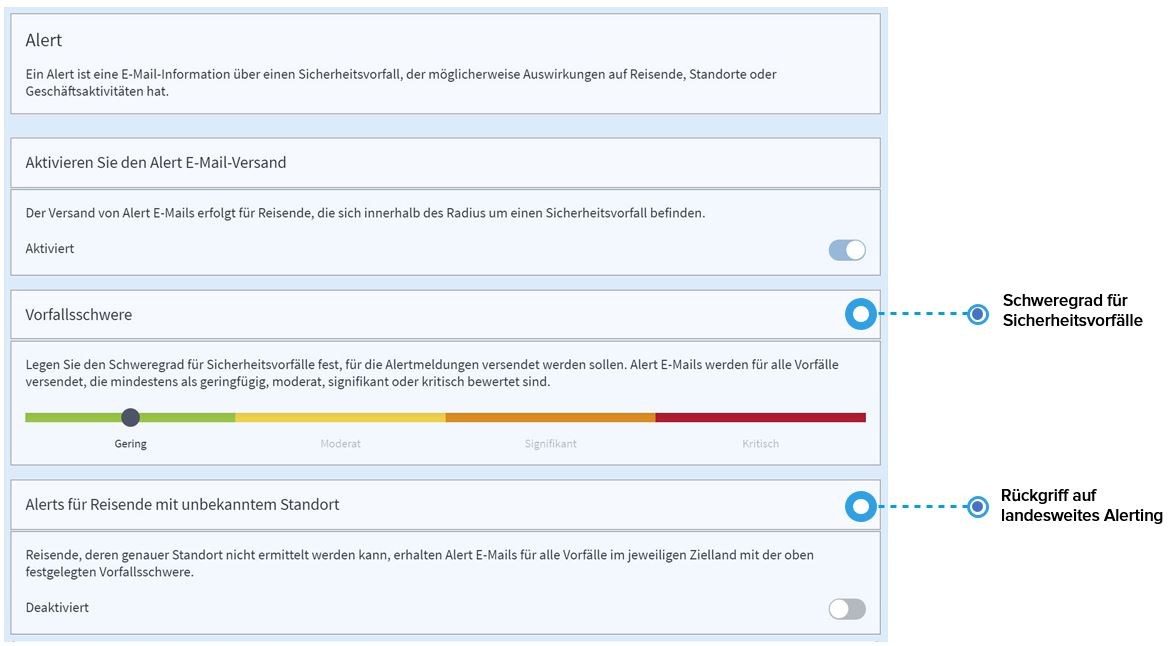 Alert
Ein Alert ist eine E-Mail-Information über einen Sicherheitsvorfall, der möglicherweise Auswirkungen auf Reisende, Standorte oder
Geschäftsaktivitäten hat.
Aktivieren Sie den Alert E-Mail-Versand
Der Versand von Alert E-Mails erfolgt für Reisende, die sich innerhalb des Radius um einen Sicherheitsvorfall befinden.
Aktiviert
Vorfallsschwere
Schweregrad für
Sicherheitsvorfälle
Legen Sie den Schweregrad für Sicherheitsvorfälle fest, für die Alertmeldungen versendet werden sollen. Alert E-Mails werden für alle Vorfälle
versendet, die mindestens als geringfügig, moderat, signifikant oder kritisch bewertet sind.
Gering Moderat Signifikant Kritisch
Alerts für Reisende mit unbekanntem Standort
Rückgriff auf
landesweites Alerting
Reisende, deren genauer Standort nicht ermittelt werden kann, erhalten Alert E-Mails für alle Vorfälle im jeweiligen Zielland mit der oben
festgelegten Vorfallsschwere.
Deaktiviert